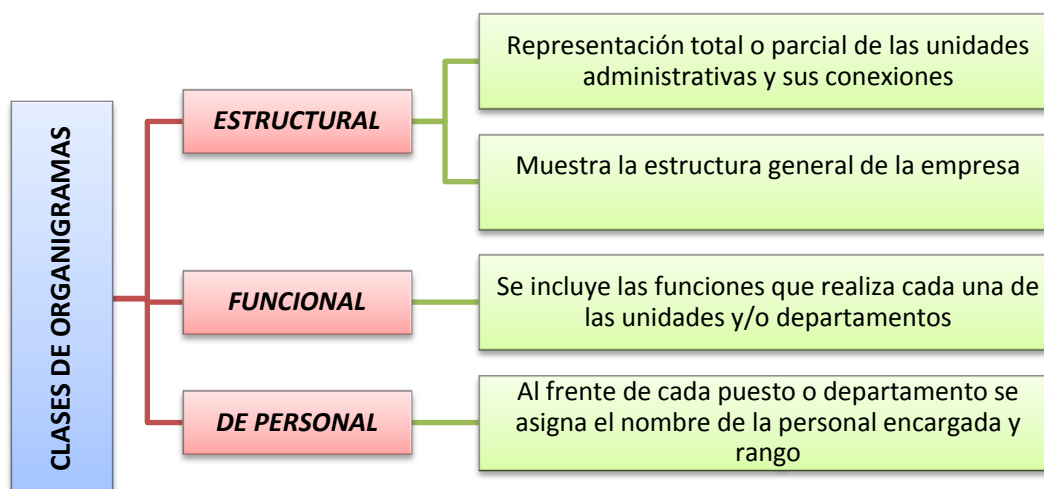 CLASES DE ORGANIGRAMAS
ESTRUCTURAL
Representación total o parcial de las unidades
administrativas y sus conexiones
Muestra la estructura general de la empresa
FUNCIONAL
Se incluye las funciones que realiza cada una de
las unidades y/o departamentos
DE PERSONAL
Al frente de cada puesto o departamento se
asigna el nombre de la personal encargada y
rango